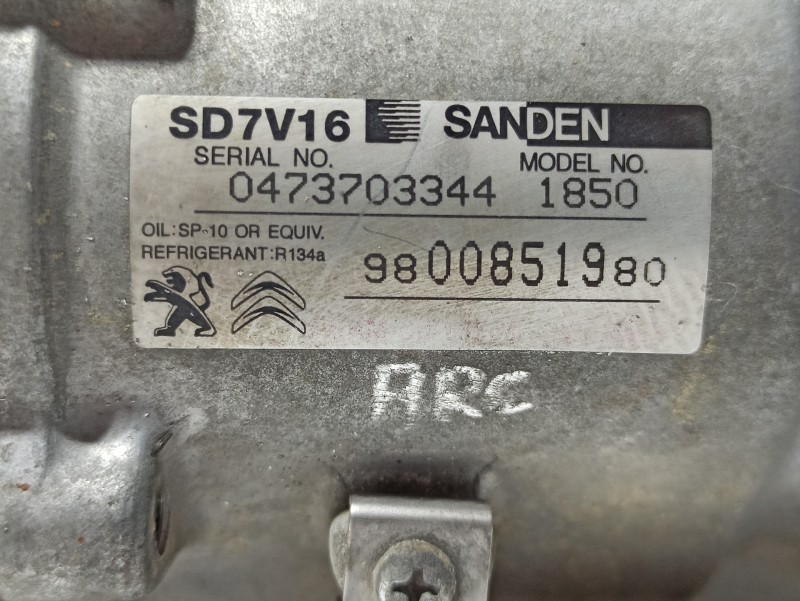 SD7V16 SANDEN
SERIAL NO. MODEL NO.
0473703344 1850
OIL:SP-10 OR EQUIV.
REFRIGERANT:R134a
9800851980
ARC